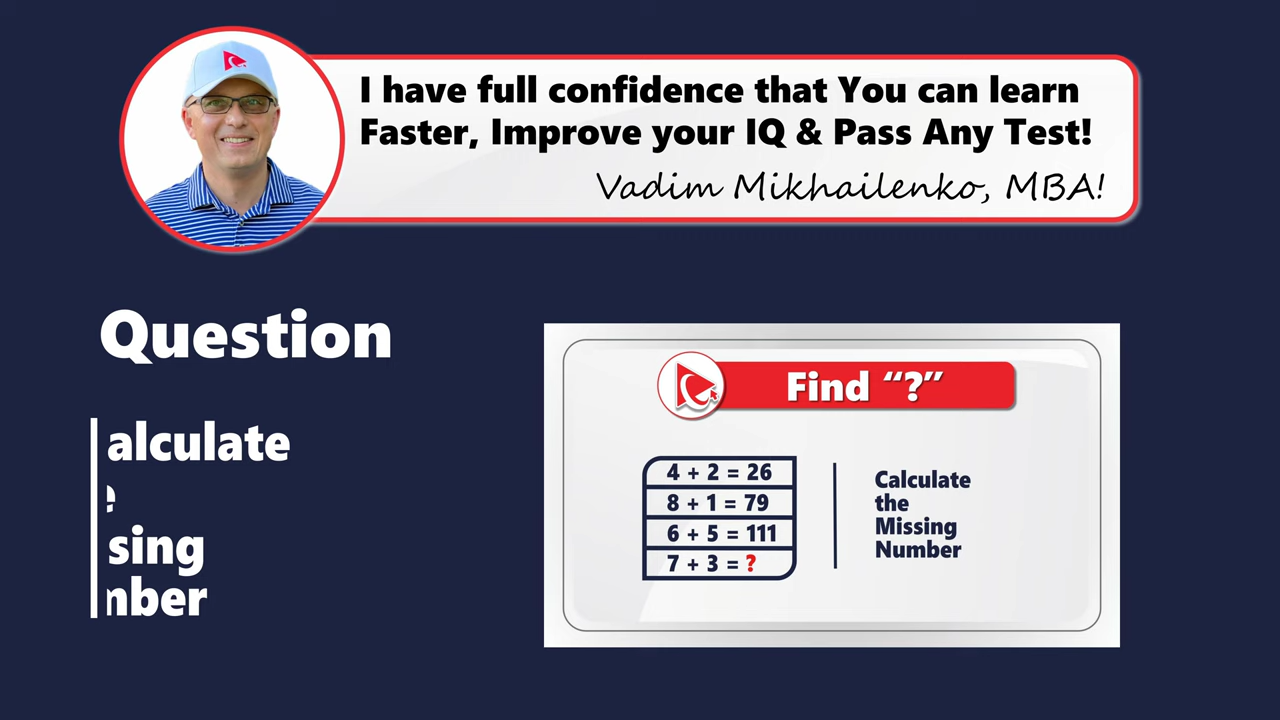 I have full confidence that You can learn
Faster, Improve your IQ & Pass Any Test!
Vadim Mikhailenko, MBA!
Question
alculate
e
sing
nber
Find “?”
4 + 2 = 26
8 + 1 = 79
6 + 5 = 111
7 + 3 = ?
Calculate
the
Missing
Number